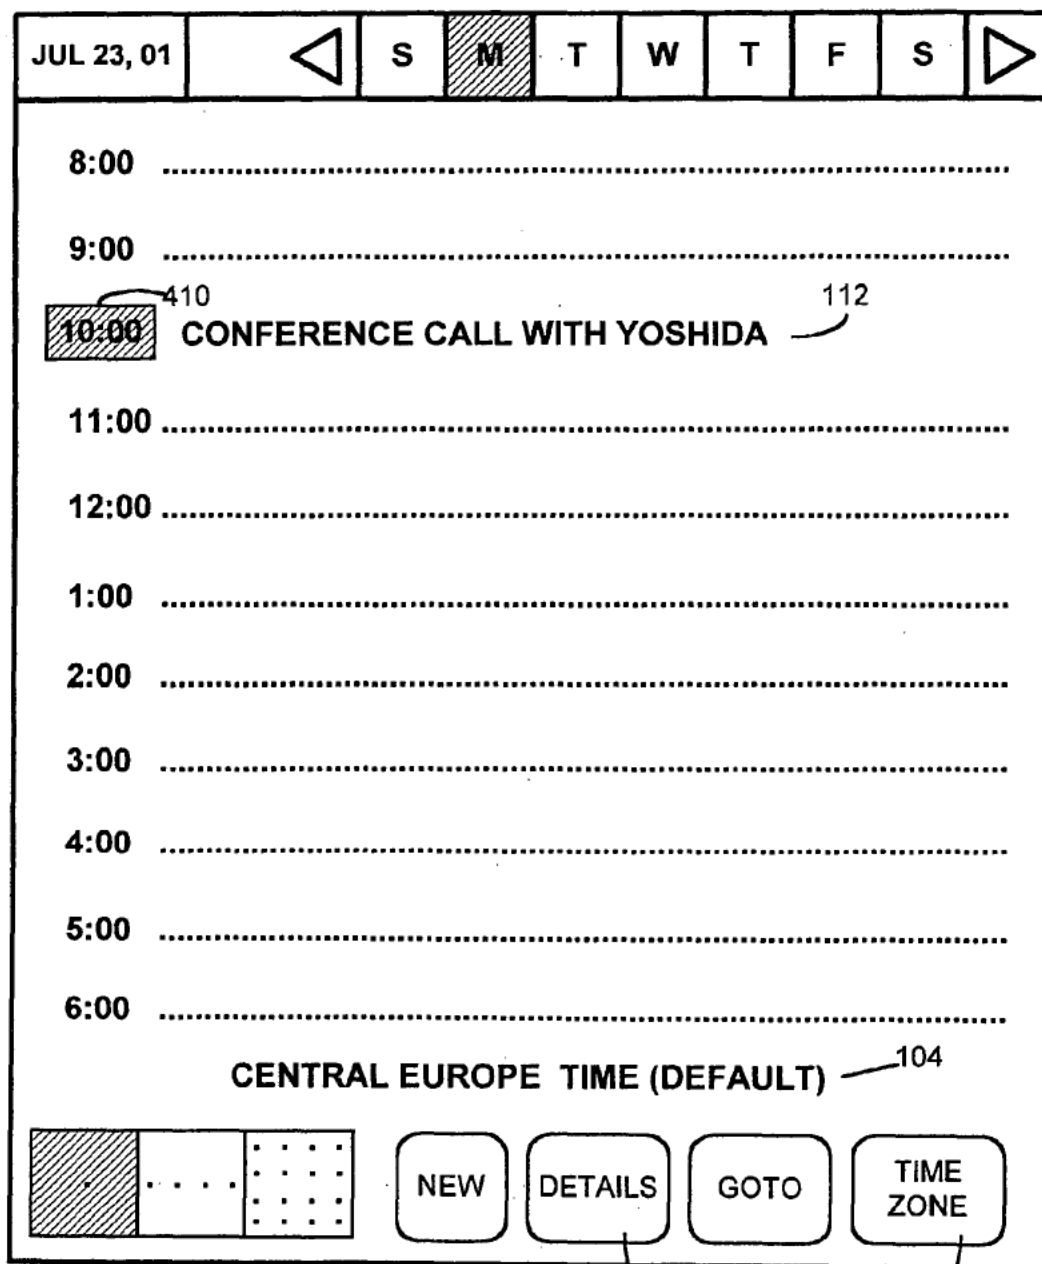 JUL 23, 01 S M T W T F S
8:00
9:00
410
112
10:00 CONFERENCE CALL WITH YOSHIDA
11:00
12:00
1:00
2:00
3:00
4:00
5:00
6:00
CENTRAL EUROPE TIME (DEFAULT)
104
NEW
DETAILS
GOTO
TIME
ZONE